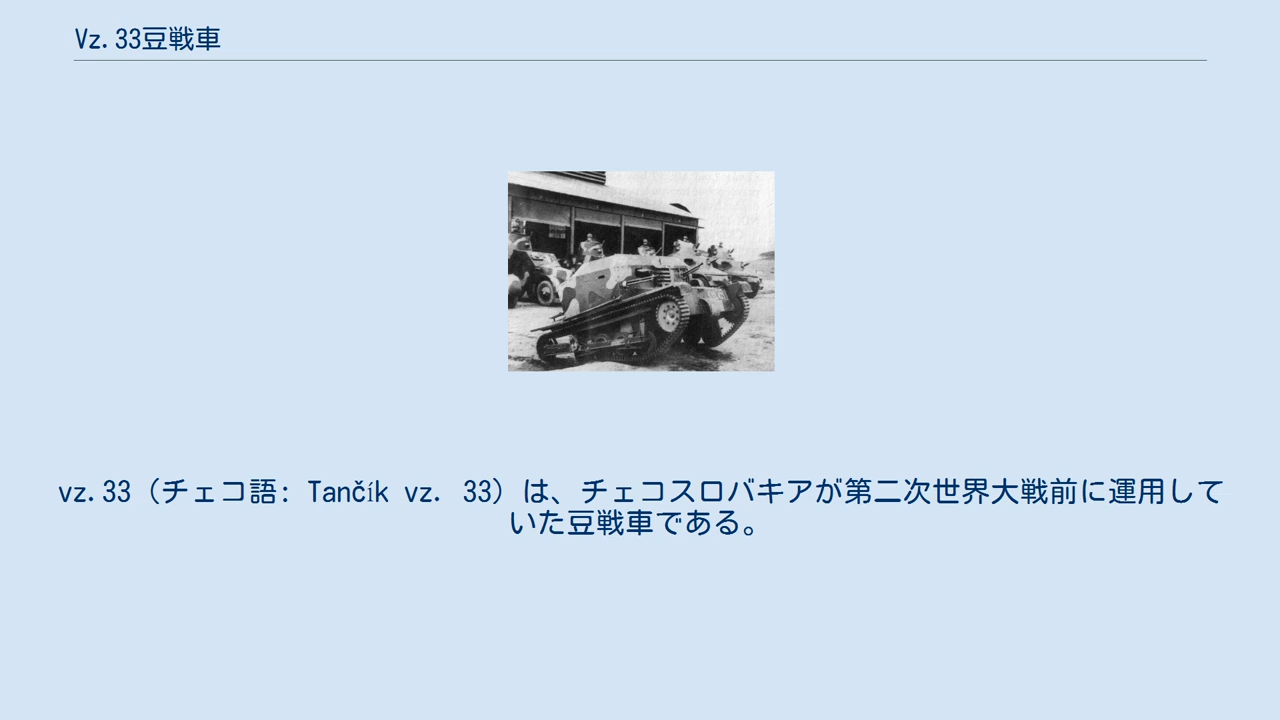 Vz.33豆戦車
vz.33（チェコ語: Tančík vz. 33）は、チェコスロバキアが第二次世界大戦前に運用して
いた豆戦車である。